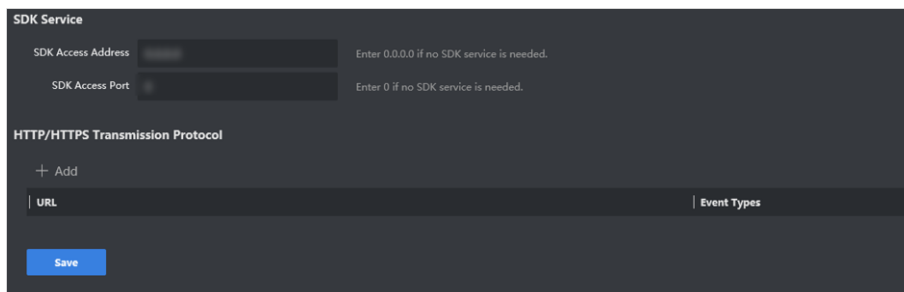 SDK Service
SDK Access Address Enter 0.0.0.0 if no SDK service is needed.
SDK Access Port Enter 0 if no SDK service is needed.
HTTP/HTTPS Transmission Protocol
+ Add
URL Event Types
Save